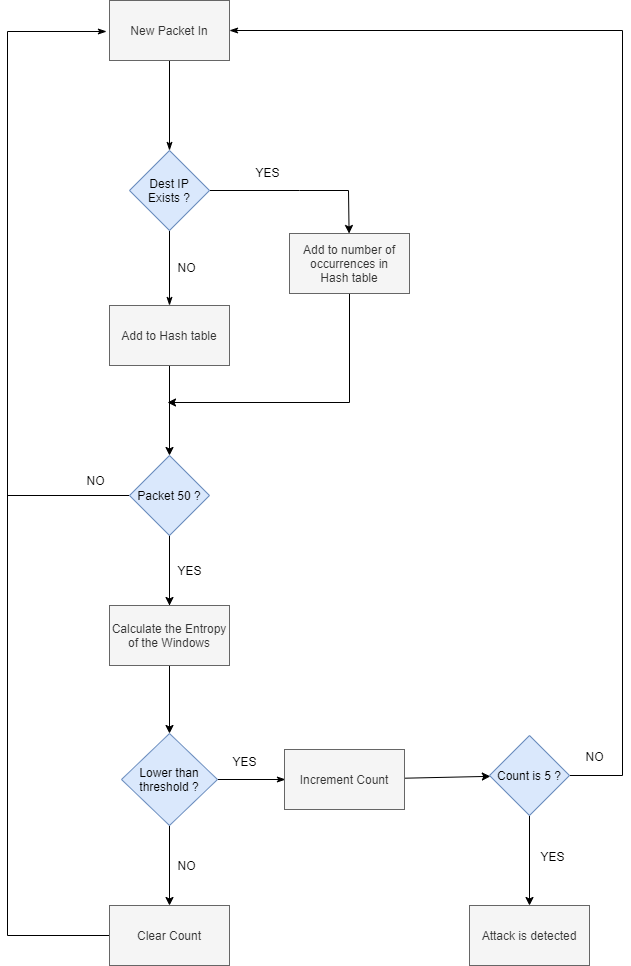 New Packet In
YES
Dest IP
Exists ?
Add to number of
occurrences in
Hash table
NO
Add to Hash table
NO
Packet 50 ?
YES
Calculate the Entropy
of the Windows
Lower than
threshold ?
YES
Increment Count
Count is 5 ?
NO
NO
YES
Clear Count
Attack is detected